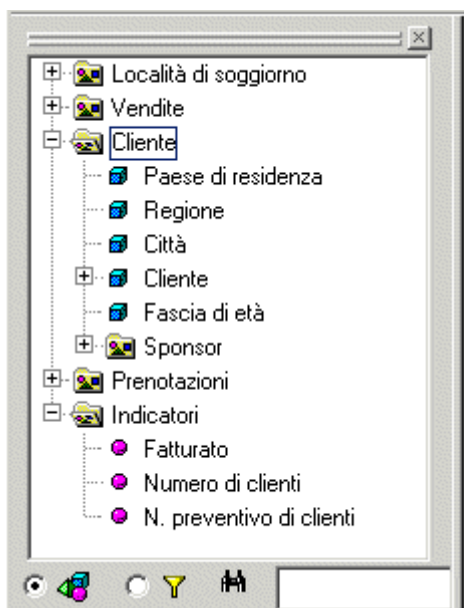 Località di soggiorno
Vendite
Cliente
Paese di residenza
Regione
Città
Cliente
Fascia di età
Sponsor
Prenotazioni
Indicatori
Fatturato
Numero di clienti
N. preventivo di clienti